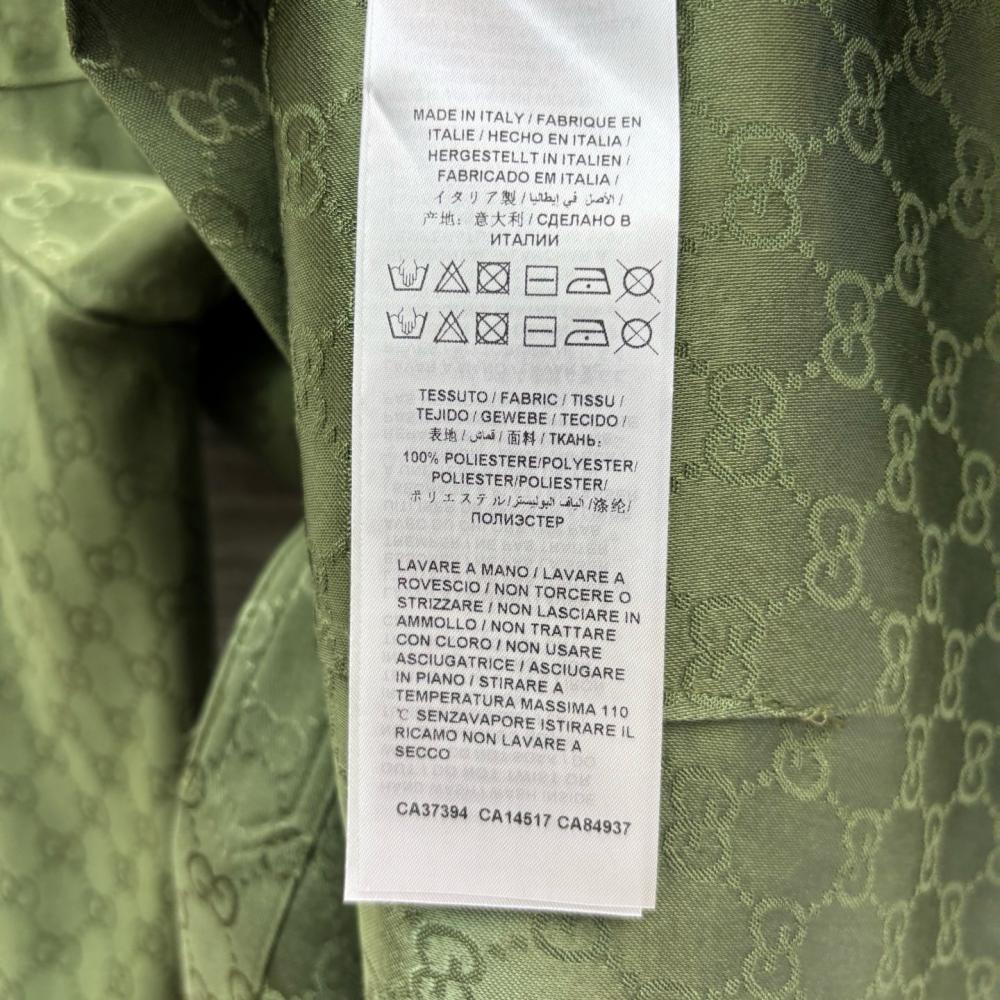 MADE IN ITALY / FABRIQUE EN
ITALIE / HECHO EN ITALIA /
HERGESTELLT IN ITALIEN /
FABRICADO EM ITALIA /
イタリア製 / الأصل في إيطاليا /
产地: 意大利 / СДЕЛАНО В
ИТАЛИИ
TESSUTO / FABRIC / TISSU /
TEJIDO / GEWEBE / TECIDO /
表地 / قماش / 面料 / ТКАНЬ:
100% POLIESTERE/POLYESTER/
POLIESTER/POLIESTER/
ポリエステル/ألياف البوليستر/涤纶/
ПОЛИЭСТЕР
LAVARE A MANO / LAVARE A
ROVESCIO / NON TORCERE O
STRIZZARE / NON LASCIARE IN
AMMOLLO / NON TRATTARE
CON CLORO / NON USARE
ASCIUGATRICE / ASCIUGARE
IN PIANO / STIRARE A
TEMPERATURA MASSIMA 110
°C SENZAVAPORE ISTIRARE IL
RICAMO NON LAVARE A
SECCO
CA37394 CA14517 CA84937